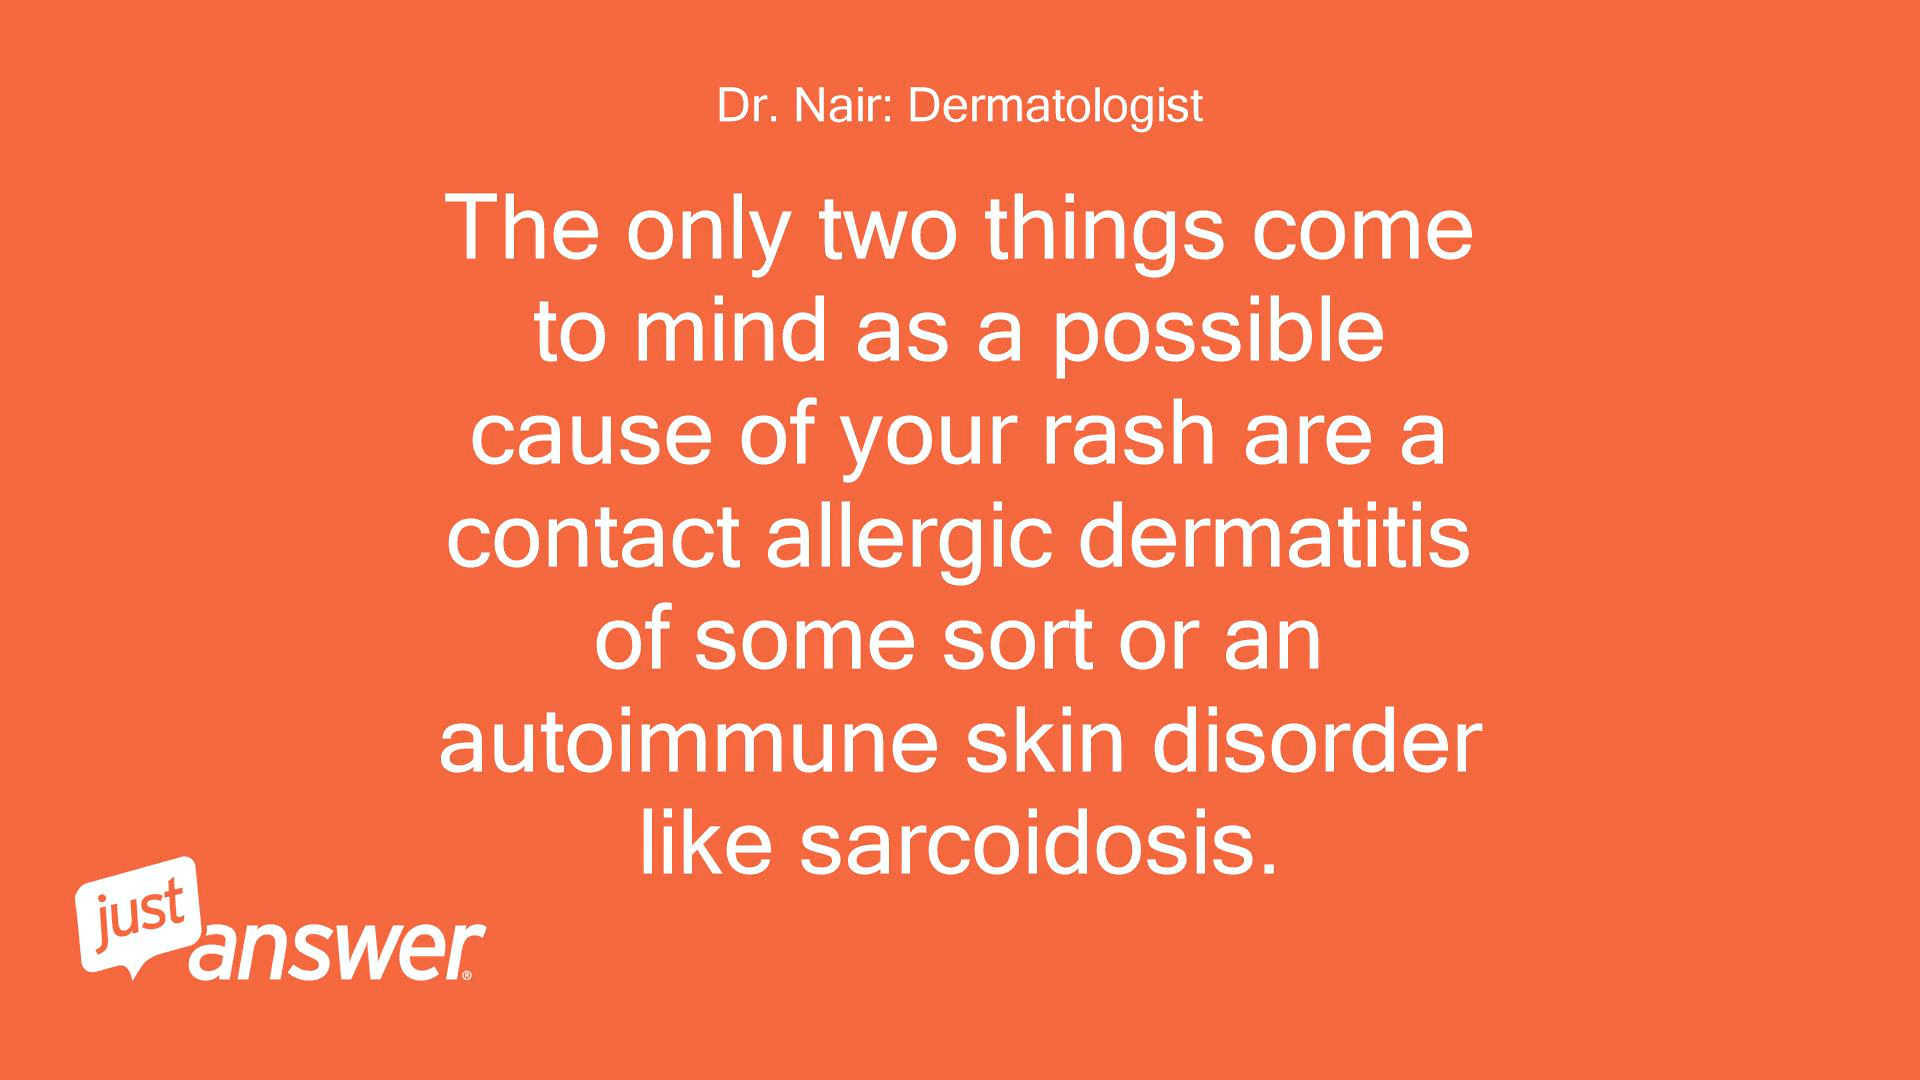 Dr. Nair: Dermatologist
The only two things come
to mind as a possible
cause of your rash are a
contact allergic dermatitis
of some sort or an
autoimmune skin disorder
like sarcoidosis.
just
answer®